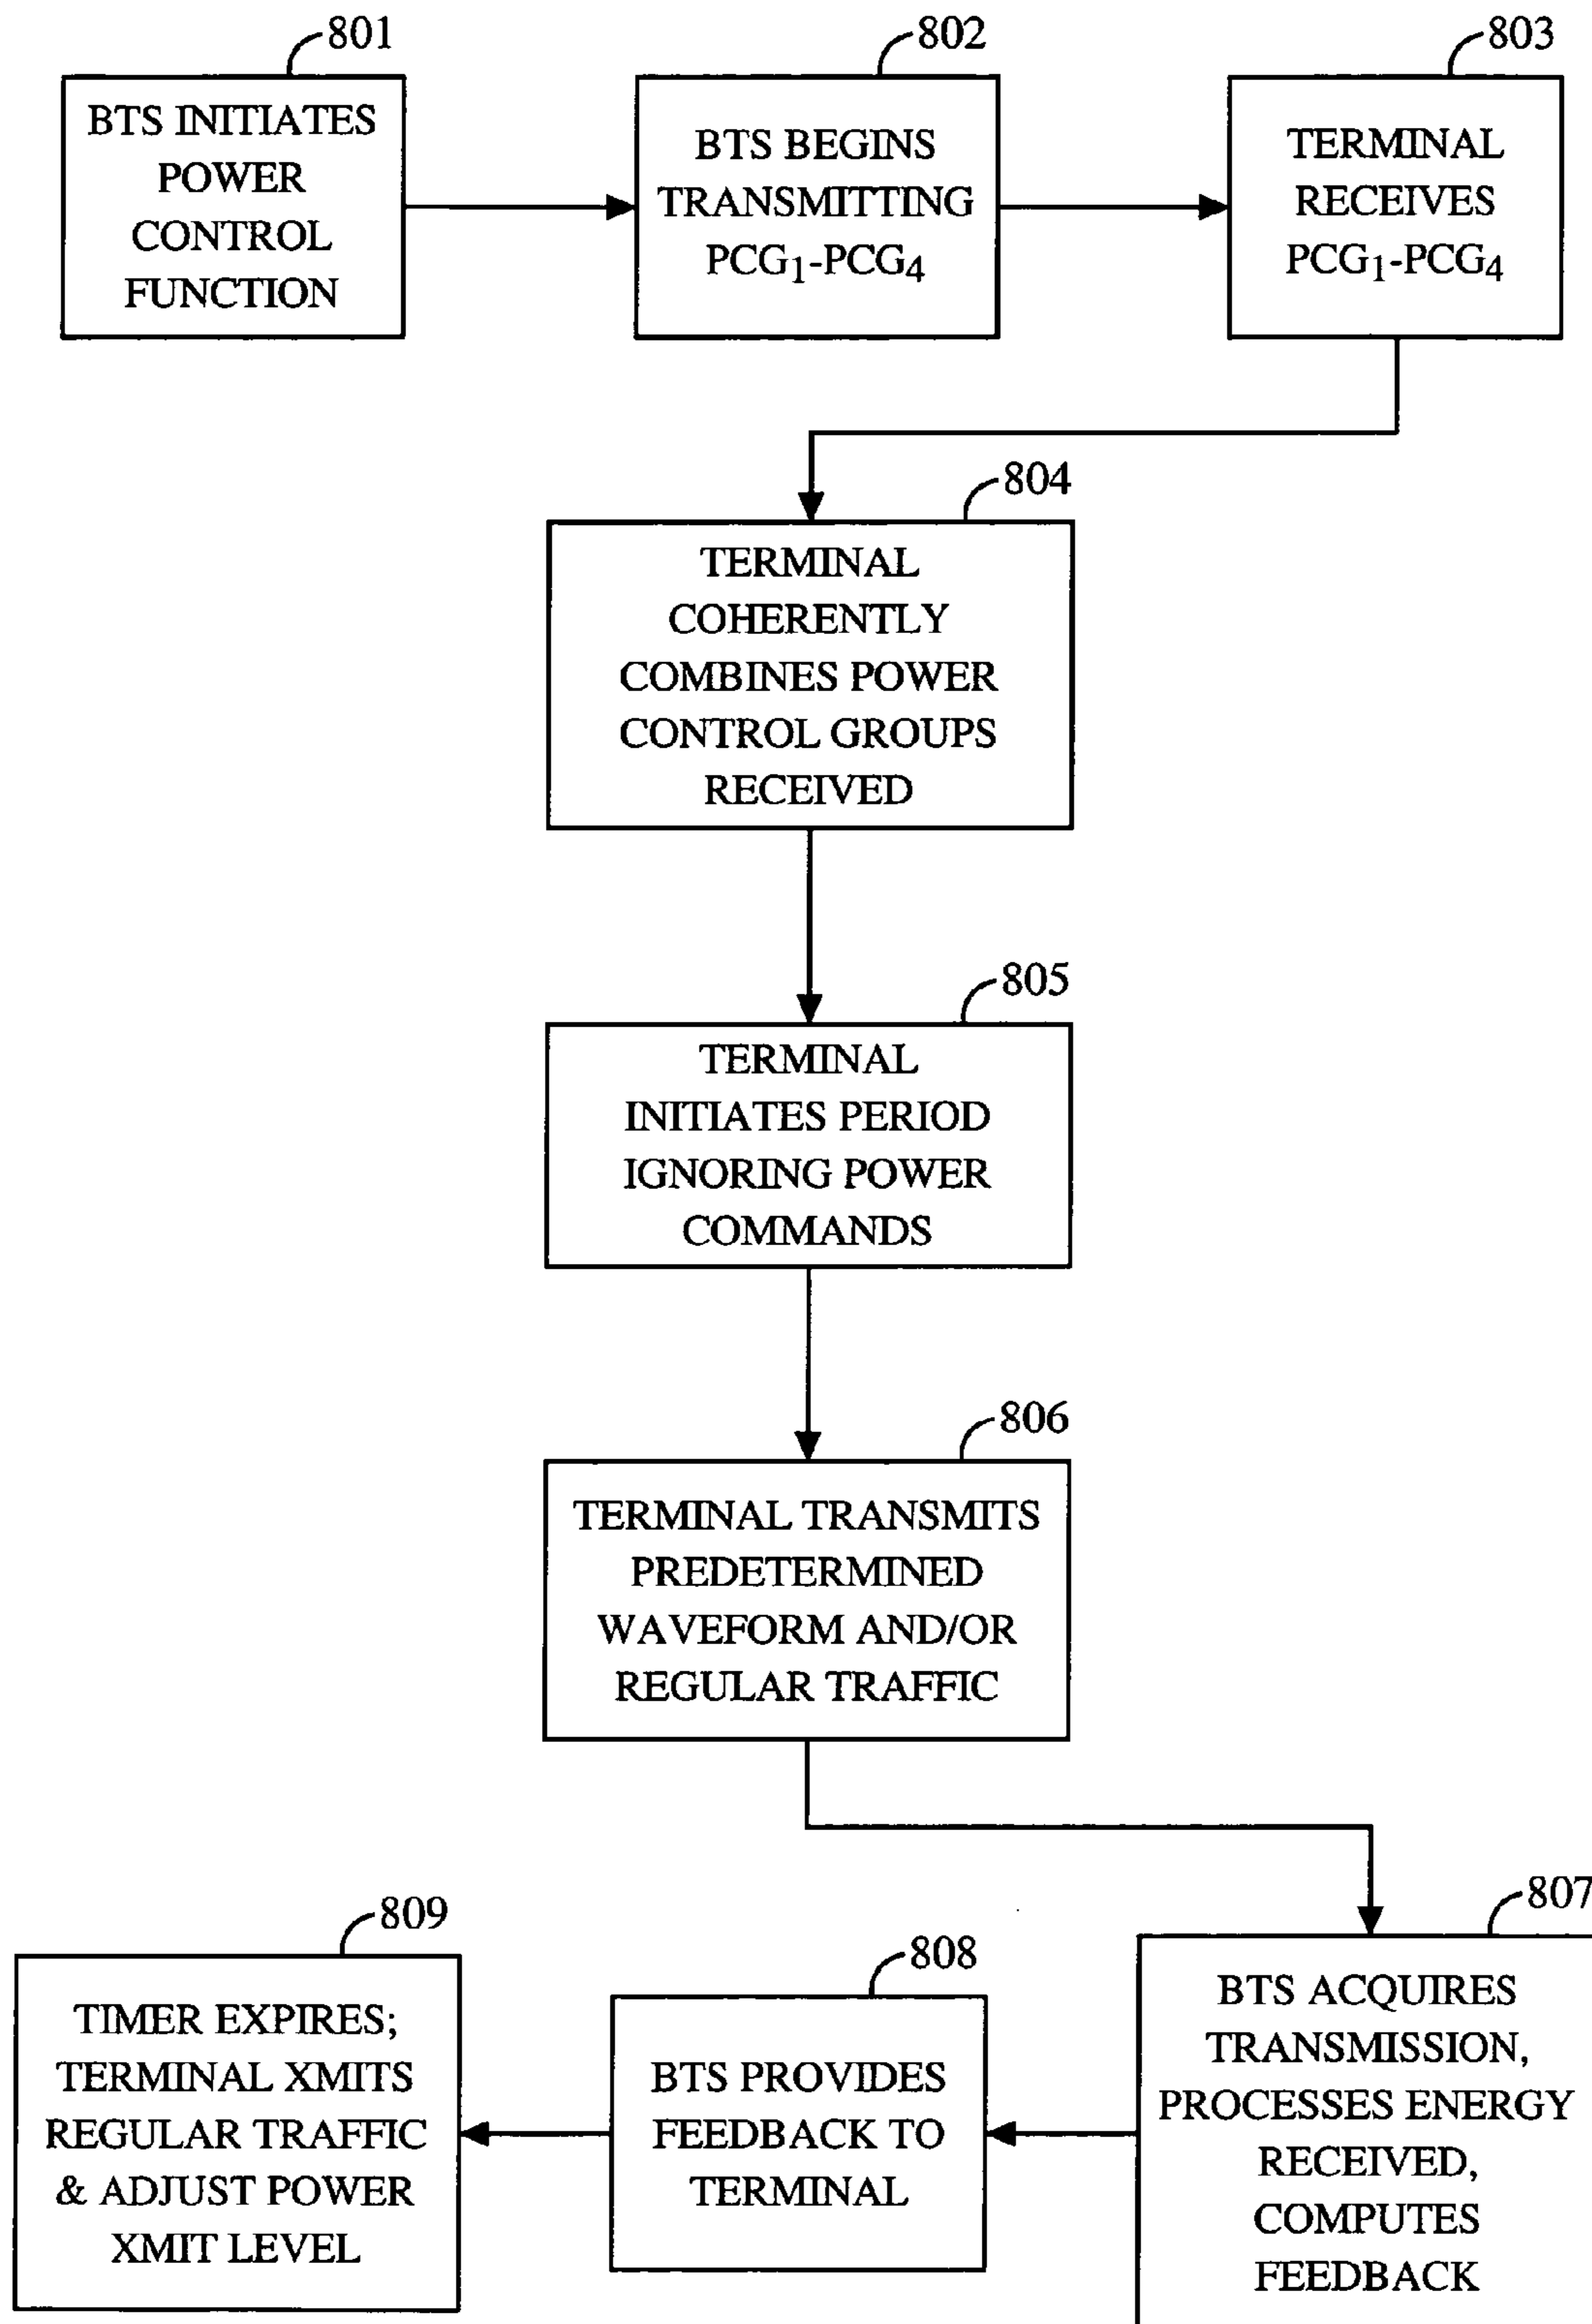 801
BTS INITIATES
POWER
CONTROL
FUNCTION
802
BTS BEGINS
TRANSMITTING
PCG1-PCG4
803
TERMINAL
RECEIVES
PCG1-PCG4
804
TERMINAL
COHERENTLY
COMBINES POWER
CONTROL GROUPS
RECEIVED
805
TERMINAL
INITIATES PERIOD
IGNORING POWER
COMMANDS
806
TERMINAL TRANSMITS
PREDETERMINED
WAVEFORM AND/OR
REGULAR TRAFFIC
807
BTS ACQUIRES
TRANSMISSION,
PROCESSES ENERGY
RECEIVED,
COMPUTES
FEEDBACK
808
BTS PROVIDES
FEEDBACK TO
TERMINAL
809
TIMER EXPIRES;
TERMINAL XMITS
REGULAR TRAFFIC
& ADJUST POWER
XMIT LEVEL